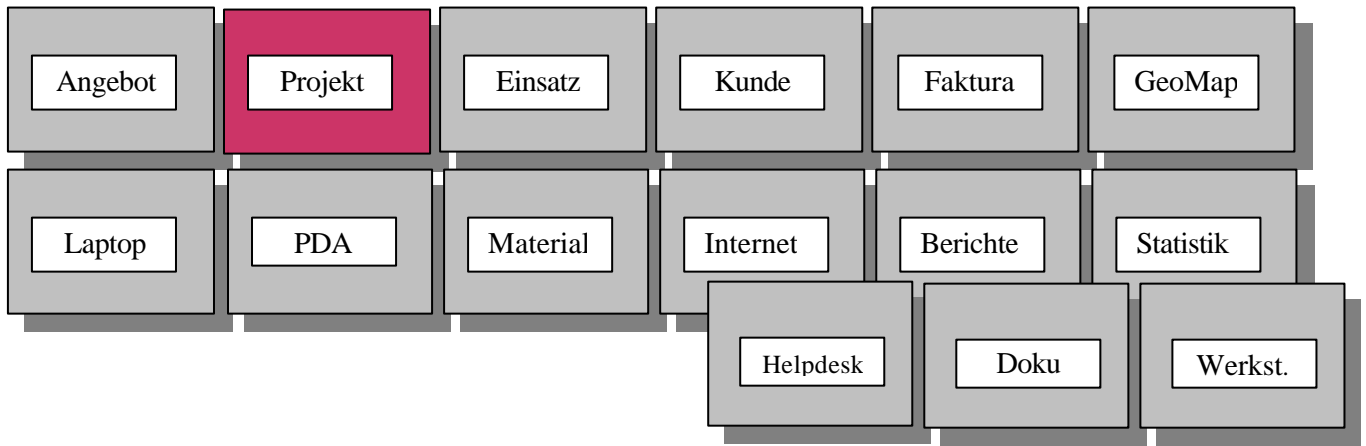 Angebot
Projekt
Einsatz
Kunde
Faktura
GeoMap
Laptop
PDA
Material
Internet
Berichte
Statistik
Helpdesk
Doku
Werkst.